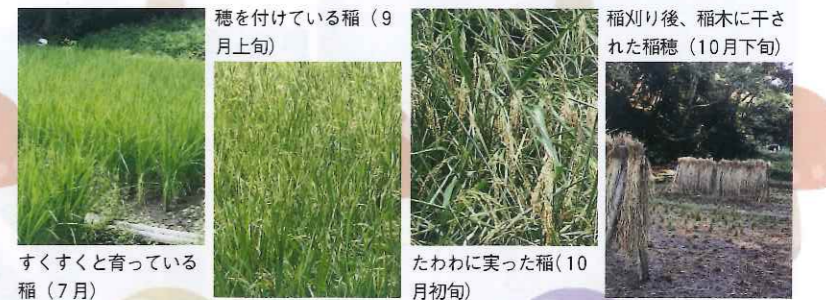 すくすくと育っている
稲（7月）
穂を付けている稲（9
月上旬）
たわわに実った稲（10
月初旬）
稲刈り後、稲木に干さ
れた稲穂（10月下旬）